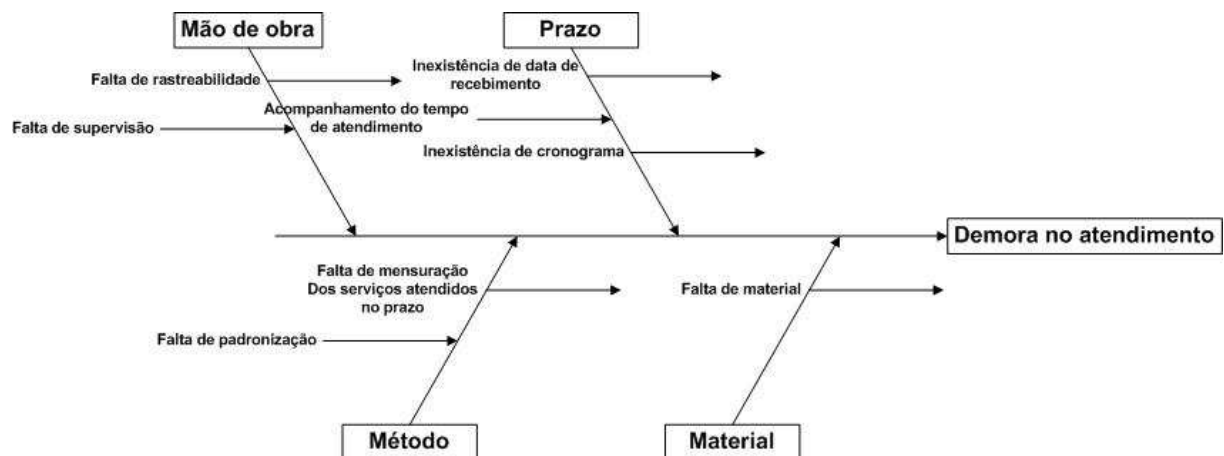 Mão de obra
Prazo
Falta de rastreabilidade
Inexistência de data de
recebimento
Acompanhamento do tempo
de atendimento
Falta de supervisão
Inexistência de cronograma
Demora no atendimento
Falta de mensuração
Dos serviços atendidos
no prazo
Falta de material
Falta de padronização
Método
Material